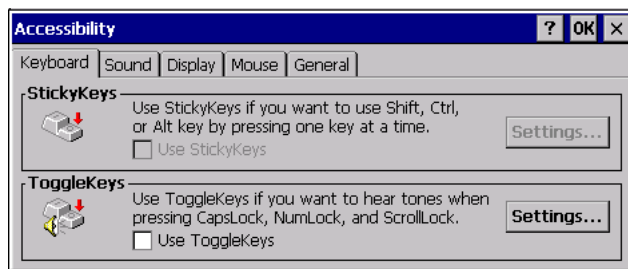 Accessibility ? OK ×
Keyboard Sound Display Mouse General
StickyKeys
Use StickyKeys if you want to use Shift, Ctrl,
or Alt key by pressing one key at a time.
Settings...
Use StickyKeys
ToggleKeys
Use ToggleKeys if you want to hear tones when
pressing CapsLock, NumLock, and ScrollLock.
Settings...
Use ToggleKeys